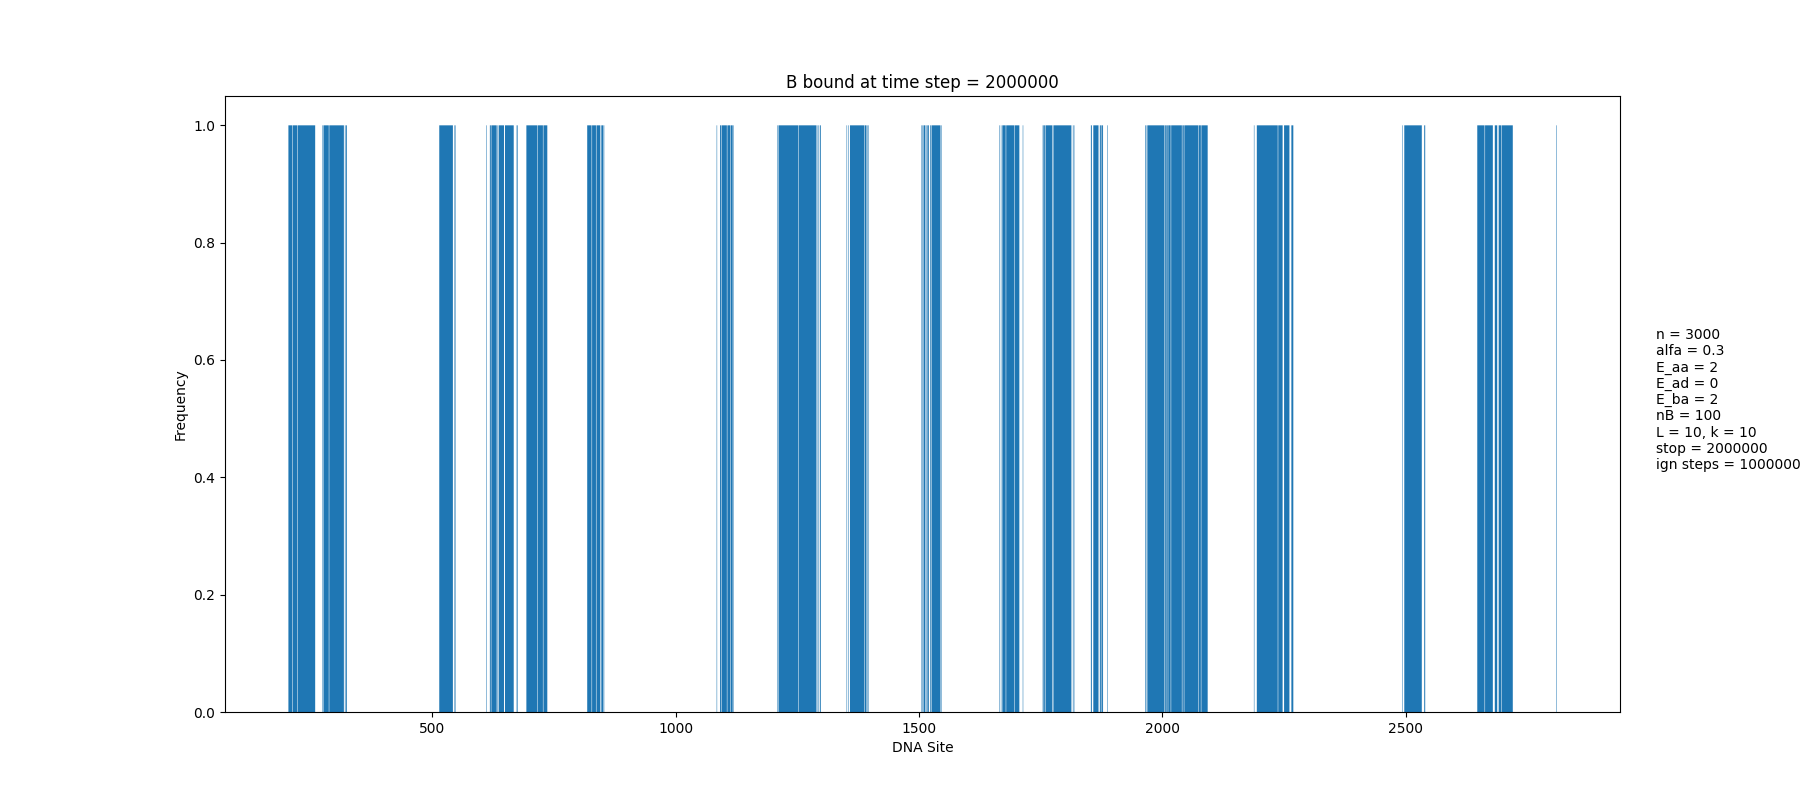 B bound at time step = 2000000
1.0
0.8
0.6
0.4
0.2
0.0
Frequency
500
1000
1500
2000
2500
DNA Site
n = 3000
alfa = 0.3
E_aa = 2
E_ad = 0
E_ba = 2
nB = 100
L = 10, k = 10
stop = 2000000
ign steps = 1000000